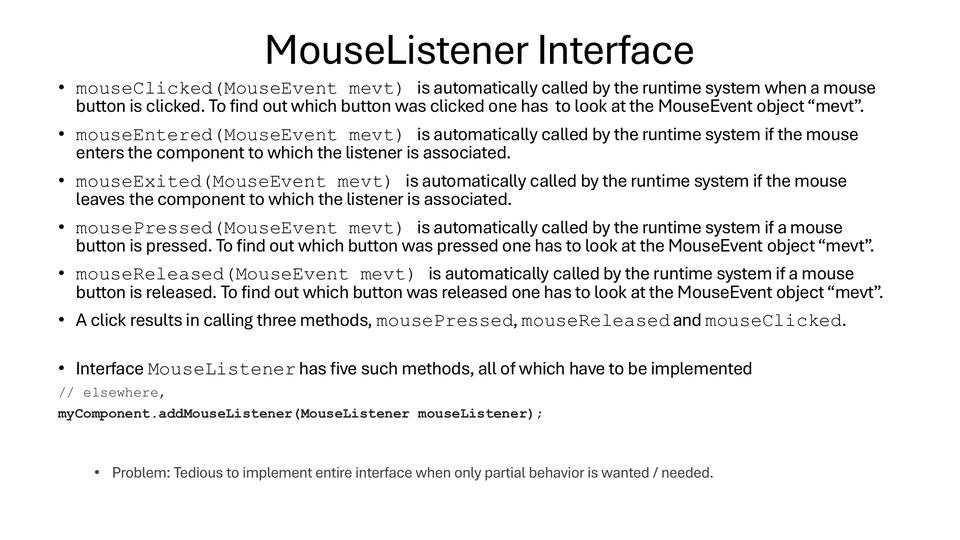 MouseListener Interface
• mouseClicked(MouseEvent mevt) is automatically called by the runtime system when a mouse
button is clicked. To find out which button was clicked one has to look at the MouseEvent object “mevt”.
• mouseEntered(MouseEvent mevt) is automatically called by the runtime system if the mouse
enters the component to which the listener is associated.
• mouseExited(MouseEvent mevt) is automatically called by the runtime system if the mouse
leaves the component to which the listener is associated.
• mousePressed(MouseEvent mevt) is automatically called by the runtime system if a mouse
button is pressed. To find out which button was pressed one has to look at the MouseEvent object “mevt”.
• mouseReleased(MouseEvent mevt) is automatically called by the runtime system if a mouse
button is released. To find out which button was released one has to look at the MouseEvent object “mevt”.
• A click results in calling three methods, mousePressed, mouseReleased and mouseClicked.
• Interface MouseListener has five such methods, all of which have to be implemented
// elsewhere,
myComponent.addMouseListener(MouseListener mouseListener);
• Problem: Tedious to implement entire interface when only partial behavior is wanted / needed.